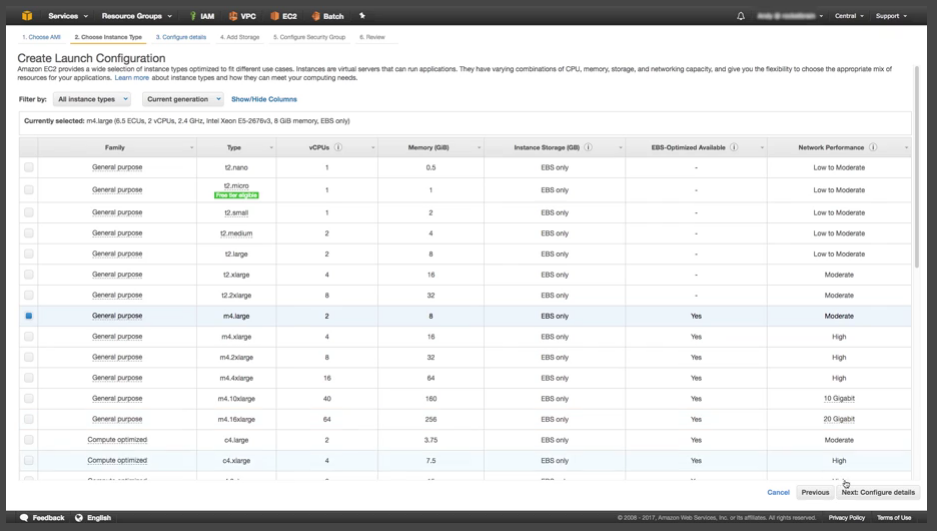 Services Resource Groups IAM VPC EC2 Batch Central Support
1. Choose AMI 2. Choose Instance Type 3. Configure details 4. Add Storage 5. Configure Security Group 6. Review
Create Launch Configuration
Amazon EC2 provides a wide selection of instance types optimized to fit different use cases. Instances are virtual servers that can run applications. They have varying combinations of CPU, memory, storage, and networking capacity, and give you the flexibility to choose the appropriate mix of
resources for your applications. Learn more about instance types and how they can meet your computing needs.
Filter by: All instance types Current generation Show/Hide Columns
Currently selected: m4.large (6.5 ECUs, 2 vCPUs, 2.4 GHz, Intel Xeon E5-2676v3, 8 GiB memory, EBS only)
Family Type vCPUs Memory (GiB) Instance Storage (GB) EBS-Optimized Available Network Performance
General purpose t2.nano 1 0.5 EBS only - Low to Moderate
General purpose t2.micro 1 1 EBS only - Low to Moderate
Free tier eligible
General purpose t2.small 1 2 EBS only - Low to Moderate
General purpose t2.medium 2 4 EBS only - Low to Moderate
General purpose t2.large 2 8 EBS only - Low to Moderate
General purpose t2.xlarge 4 16 EBS only - Moderate
General purpose t2.2xlarge 8 32 EBS only - Moderate
General purpose m4.large 2 8 EBS only Yes Moderate
General purpose m4.xlarge 4 16 EBS only Yes High
General purpose m4.2xlarge 8 32 EBS only Yes High
General purpose m4.4xlarge 16 64 EBS only Yes High
General purpose m4.10xlarge 40 160 EBS only Yes 10 Gigabit
General purpose m4.16xlarge 64 256 EBS only Yes 20 Gigabit
Compute optimized c4.large 2 3.75 EBS only Yes Moderate
Compute optimized c4.xlarge 4 7.5 EBS only Yes High
Cancel Previous Next: Configure details
Feedback English © 2008 - 2017, Amazon Web Services, Inc. or its affiliates. All rights reserved. Privacy Policy Terms of Use